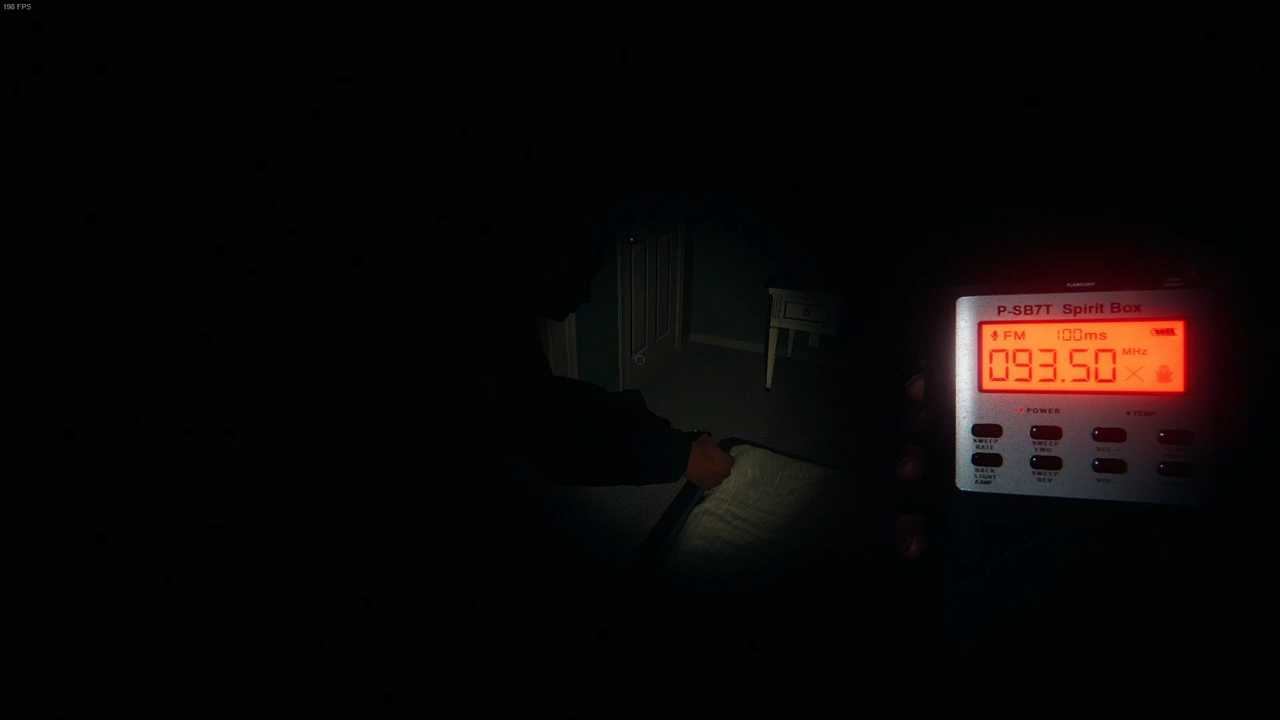 198 FPS
FLASHLIGHT
P-SB7T Spirit Box
FM 100ms
093.50 MHz
POWER TEMP
SWEEP RATE
SWEEP FWD
VOL +
BACK LIGHT
SWEEP REV
VOL